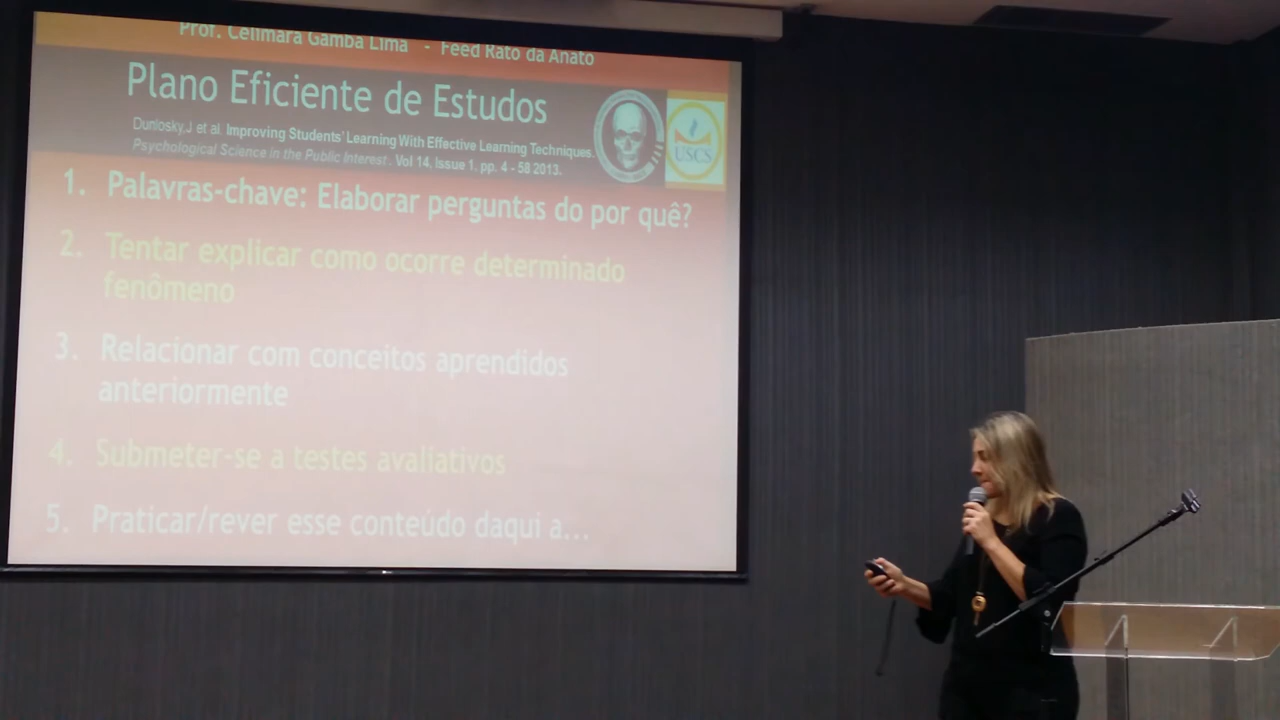 Prof. Celimara Gamba Lima - Feed Rato da Anato
Plano Eficiente de Estudos
Dunlosky,J et al. Improving Students' Learning With Effective Learning Techniques.
Psychological Science in the Public Interest . Vol 14, Issue 1, pp. 4 - 58 2013.
USCS
1. Palavras-chave: Elaborar perguntas do por quê?
2. Tentar explicar como ocorre determinado
fenômeno
3. Relacionar com conceitos aprendidos
anteriormente
4. Submeter-se a testes avaliativos
5. Praticar/rever esse conteúdo daqui a...